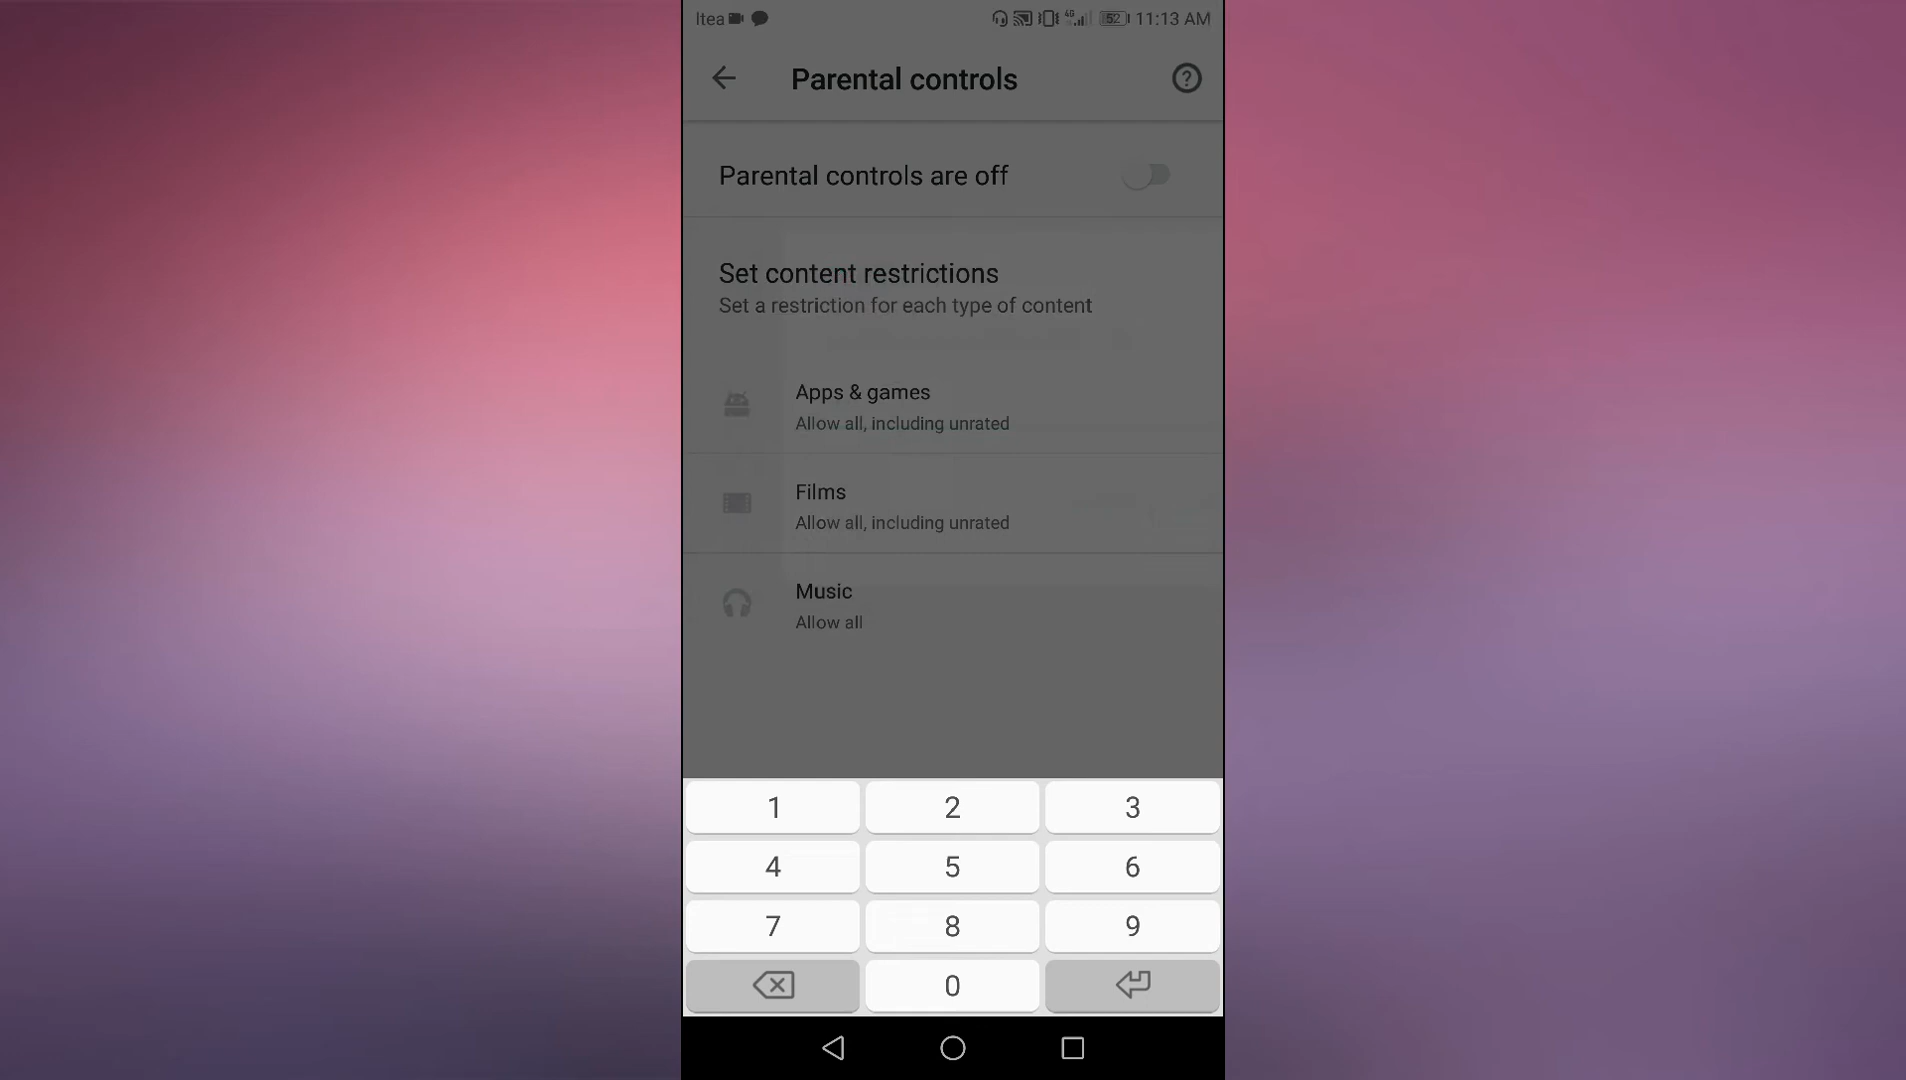 Itea 4G 52 11:13 AM
Parental controls
Parental controls are off
Set content restrictions
Set a restriction for each type of content
Apps & games
Allow all, including unrated
Films
Allow all, including unrated
Music
Allow all
1 2 3
4 5 6
7 8 9
0